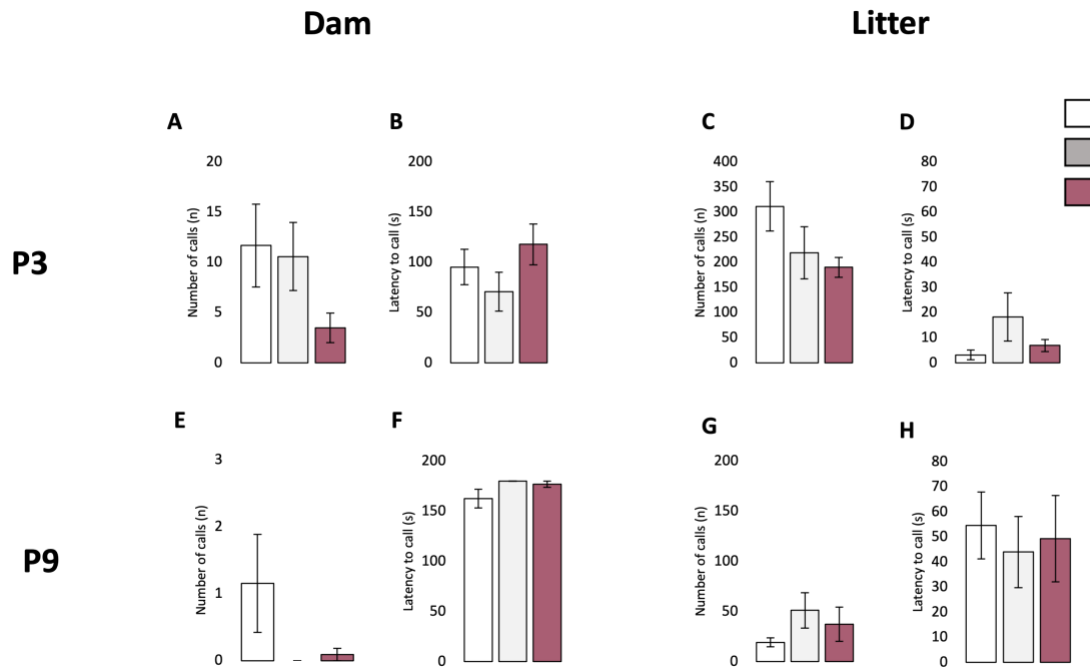 Dam
Litter
A
B
C
D
20
15
10
5
0
Number of calls (n)
200
150
100
50
0
Latency to call (s)
400
350
300
250
200
150
100
50
0
Number of calls (n)
80
70
60
50
40
30
20
10
0
Latency to call (s)
P3
E
F
G
H
3
2
1
0
Number of calls (n)
200
150
100
50
0
Latency to call (s)
200
150
100
50
0
Number of calls (n)
80
70
60
50
40
30
20
10
0
Latency to call (s)
P9